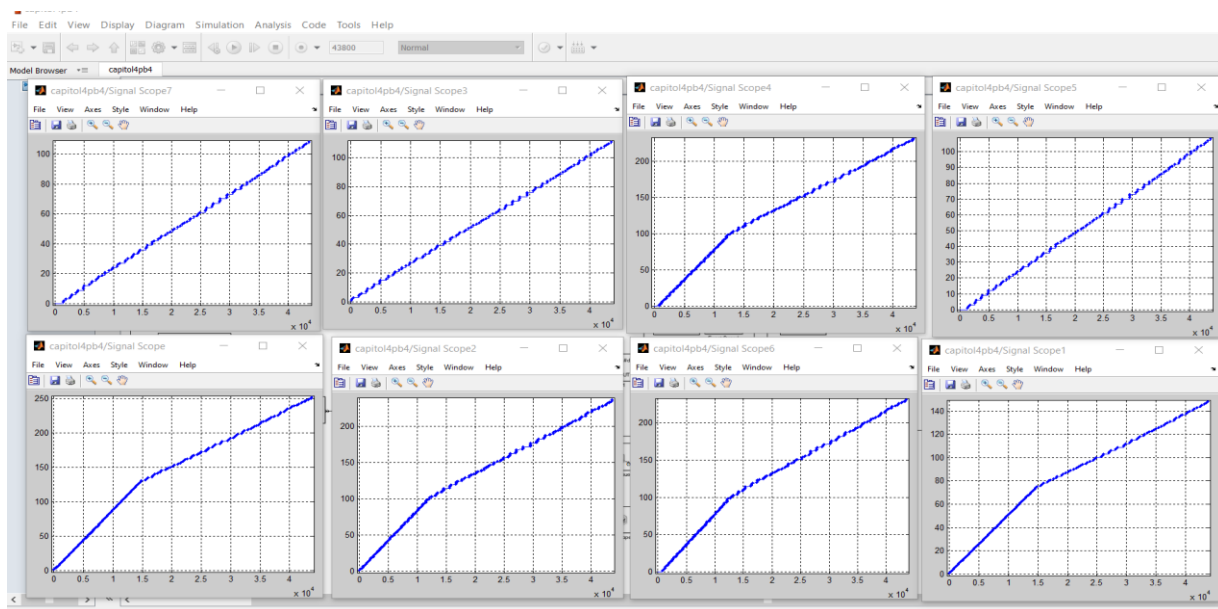 File Edit View Display Diagram Simulation Analysis Code Tools Help
43800 Normal
Model Browser capitol4pb4
capitol4pb4/Signal Scope7
File View Axes Style Window Help
100
80
60
40
20
0
0 0.5 1 1.5 2 2.5 3 3.5 4
x 10^4
capitol4pb4/Signal Scope3
File View Axes Style Window Help
100
80
60
40
20
0
0 0.5 1 1.5 2 2.5 3 3.5 4
x 10^4
capitol4pb4/Signal Scope4
File View Axes Style Window Help
200
150
100
50
0
0 0.5 1 1.5 2 2.5 3 3.5 4
x 10^4
capitol4pb4/Signal Scope5
File View Axes Style Window Help
100
90
80
70
60
50
40
30
20
10
0
0 0.5 1 1.5 2 2.5 3 3.5 4
x 10^4
capitol4pb4/Signal Scope
File View Axes Style Window Help
250
200
150
100
50
0
0 0.5 1 1.5 2 2.5 3 3.5 4
x 10^4
capitol4pb4/Signal Scope2
File View Axes Style Window Help
200
150
100
50
0
0 0.5 1 1.5 2 2.5 3 3.5 4
x 10^4
capitol4pb4/Signal Scope6
File View Axes Style Window Help
200
150
100
50
0
0 0.5 1 1.5 2 2.5 3 3.5 4
x 10^4
capitol4pb4/Signal Scope1
File View Axes Style Window Help
140
120
100
80
60
40
20
0
0 0.5 1 1.5 2 2.5 3 3.5 4
x 10^4